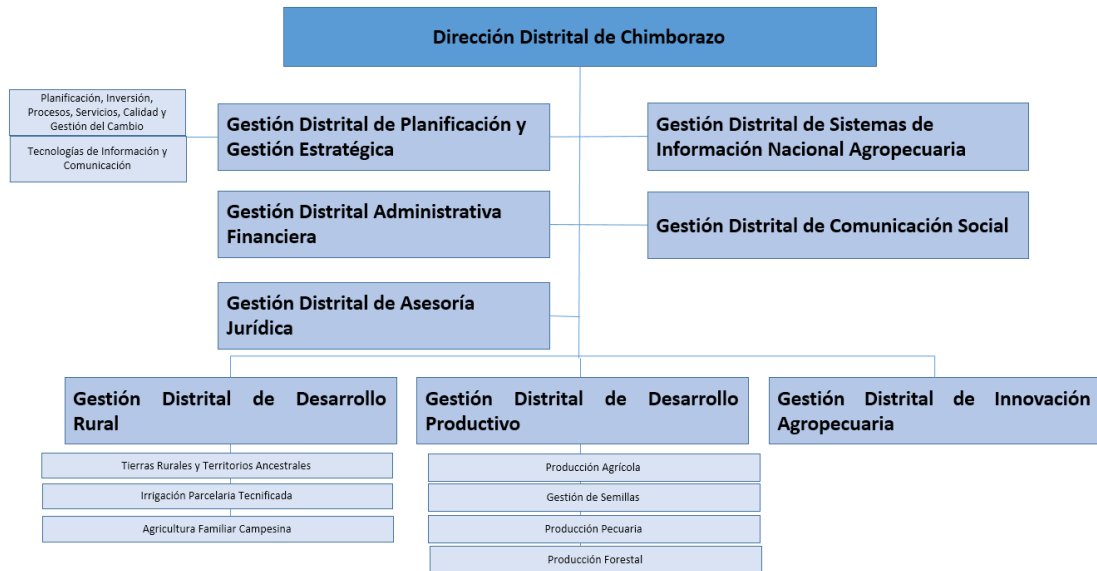 Dirección Distrital de Chimborazo
Planificación, Inversión,
Procesos, Servicios, Calidad y
Gestión del Cambio
Tecnologías de Información y
Comunicación
Gestión Distrital de Planificación y
Gestión Estratégica
Gestión Distrital de Sistemas de
Información Nacional Agropecuaria
Gestión Distrital Administrativa
Financiera
Gestión Distrital de Comunicación Social
Gestión Distrital de Asesoría
Jurídica
Gestión Distrital de Desarrollo
Rural
Tierras Rurales y Territorios Ancestrales
Irrigación Parcelaria Tecnificada
Agricultura Familiar Campesina
Gestión Distrital de Desarrollo
Productivo
Producción Agrícola
Gestión de Semillas
Producción Pecuaria
Producción Forestal
Gestión Distrital de Innovación
Agropecuaria